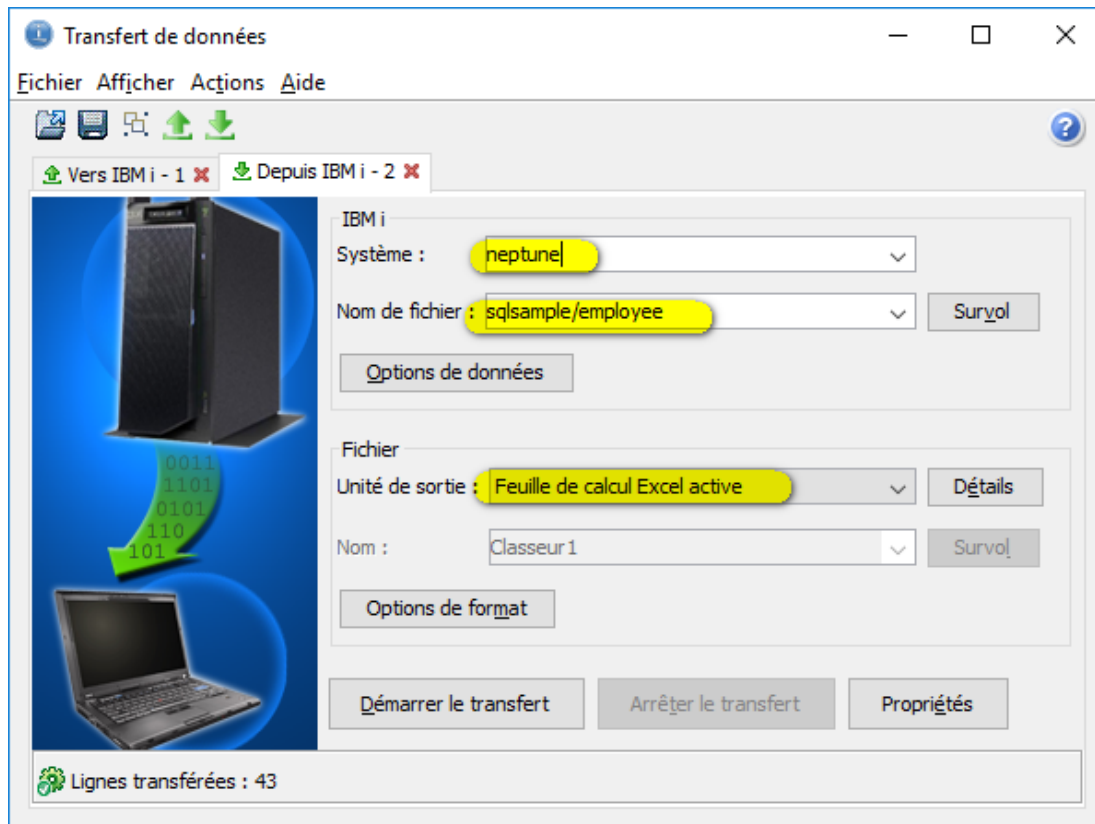 Transfert de données
Fichier Afficher Actions Aide
Vers IBM i - 1
Depuis IBM i - 2
IBM i
Système : neptune
Nom de fichier : sqlsample/employee Survol
Options de données
Fichier
Unité de sortie : Feuille de calcul Excel active Détails
Nom : Classeur1 Survol
Options de format
Démarrer le transfert Arrêter le transfert Propriétés
Lignes transférées : 43
0011
1101
0101
110
101